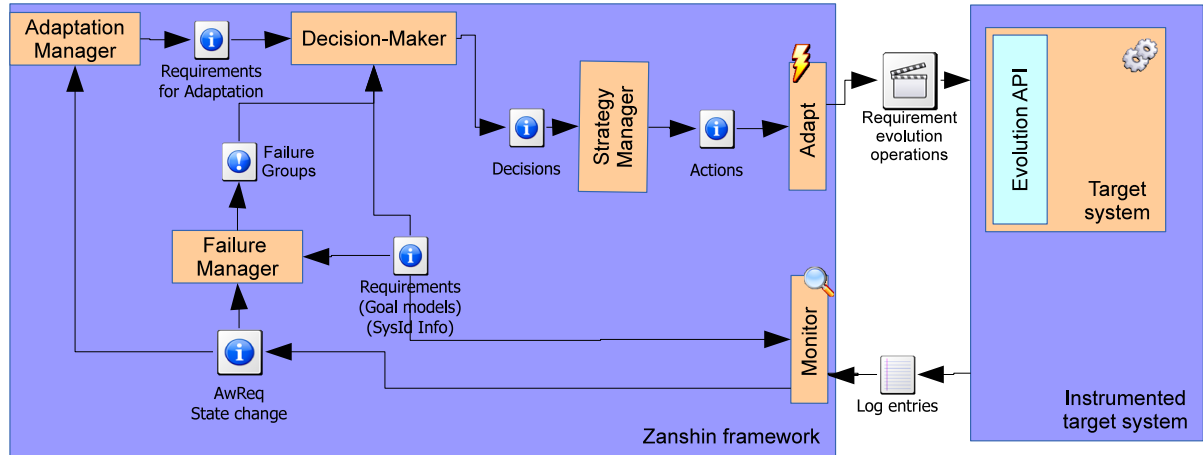 Adaptation
Manager
Requirements
for Adaptation
Decision-Maker
Failure
Groups
Decisions
Strategy
Manager
Actions
Adapt
Requirement
evolution
operations
Evolution API
Target
system
Failure
Manager
Requirements
(Goal models)
(SysId Info)
AwReq
State change
Monitor
Log entries
Instrumented
target system
Zanshin framework